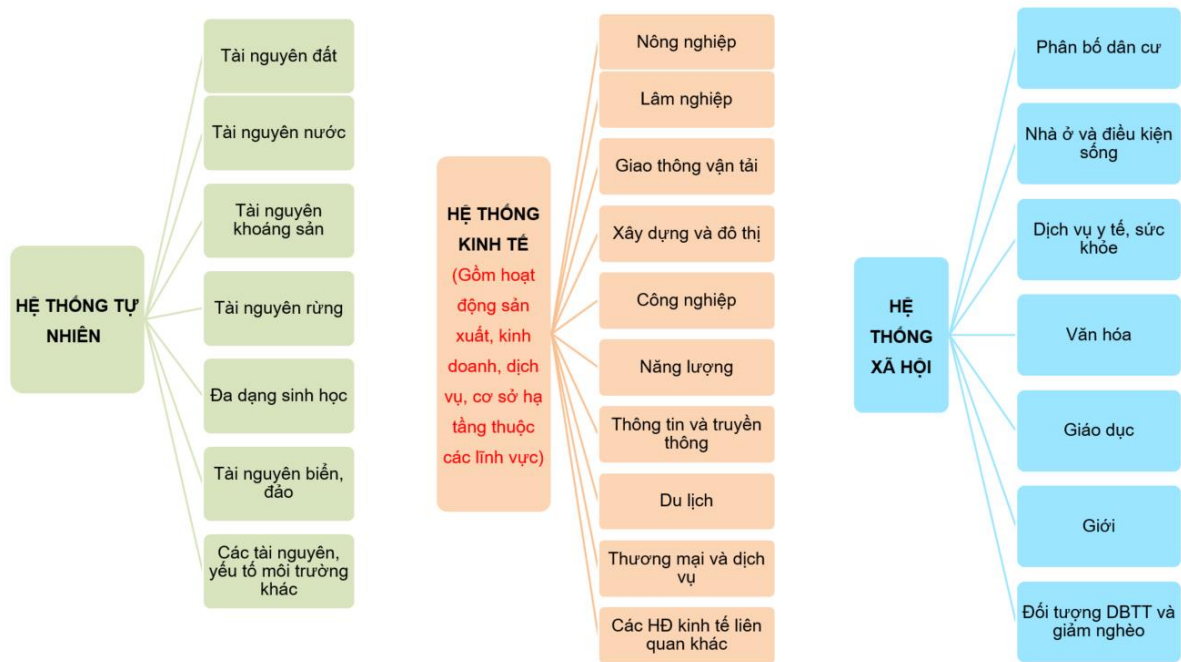 Tài nguyên đất
Tài nguyên nước
Tài nguyên
khoáng sản
HỆ THỐNG TỰ
NHIÊN
Tài nguyên rừng
Đa dạng sinh học
Tài nguyên biển,
đảo
Các tài nguyên,
yếu tố môi trường
khác
Nông nghiệp
Lâm nghiệp
Giao thông vận tải
HỆ THỐNG
KINH TẾ
(Gồm hoạt
động sản
xuất, kinh
doanh, dịch
vụ, cơ sở hạ
tầng thuộc
các lĩnh vực)
Xây dựng và đô thị
Công nghiệp
Năng lượng
Thông tin và truyền
thông
Du lịch
Thương mại và dịch
vụ
Các HĐ kinh tế liên
quan khác
Phân bố dân cư
Nhà ở và điều kiện
sống
Dịch vụ y tế, sức
khỏe
HỆ
THỐNG
XÃ HỘI
Văn hóa
Giáo dục
Giới
Đối tượng DBTT và
giảm nghèo